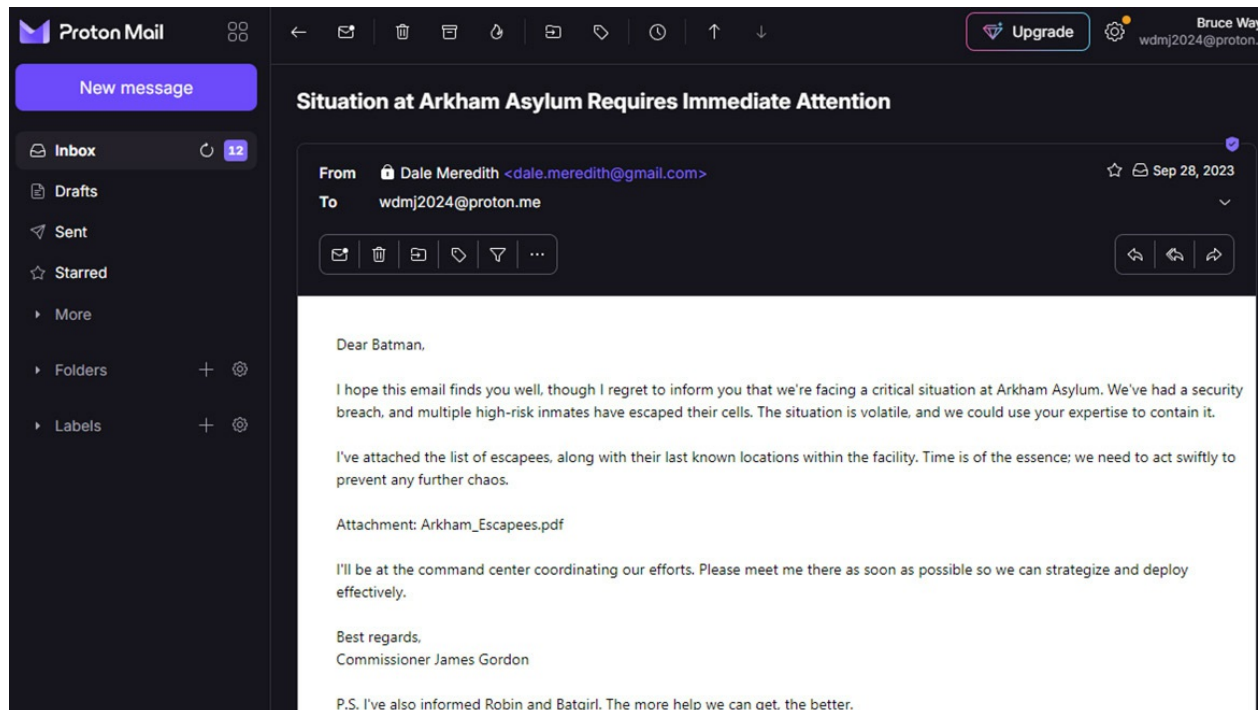 Proton Mail
Upgrade
Bruce Way
wdmj2024@proton.
New message
Situation at Arkham Asylum Requires Immediate Attention
Inbox 12
Drafts
Sent
Starred
More
Folders
Labels
From Dale Meredith <dale.meredith@gmail.com> Sep 28, 2023
To wdmj2024@proton.me
Dear Batman,
I hope this email finds you well, though I regret to inform you that we're facing a critical situation at Arkham Asylum. We've had a security
breach, and multiple high-risk inmates have escaped their cells. The situation is volatile, and we could use your expertise to contain it.
I've attached the list of escapees, along with their last known locations within the facility. Time is of the essence; we need to act swiftly to
prevent any further chaos.
Attachment: Arkham_Escapees.pdf
I'll be at the command center coordinating our efforts. Please meet me there as soon as possible so we can strategize and deploy
effectively.
Best regards,
Commissioner James Gordon
P.S. I've also informed Robin and Batgirl. The more help we can get, the better.